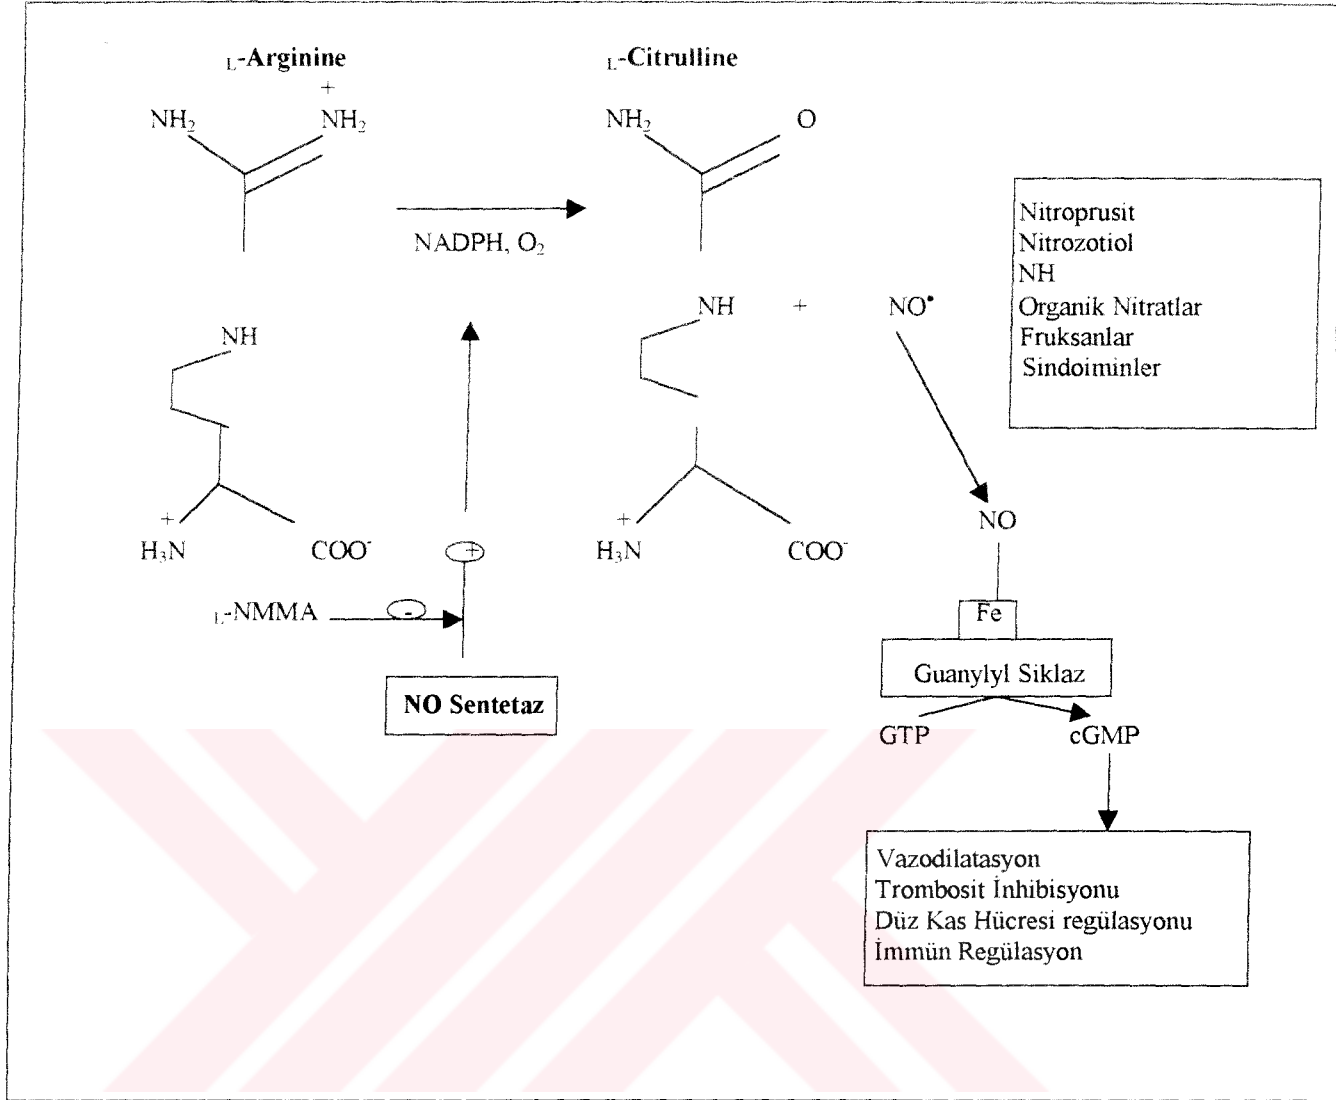 L-Arginine
L-Citrulline
+
NH2
NH2
NH2
O
NADPH, O2
Nitroprusit
Nitrozotiol
NH
Organik Nitratlar
Fruksanlar
Sindoiminler
NH
NH
+
NO•
+
H3N
COO-
+
+
H3N
COO-
NO
L-NMMA
-
Fe
Guanylyl Siklaz
NO Sentetaz
GTP
cGMP
Vazodilatasyon
Trombosit İnhibisyonu
Düz Kas Hücresi regülasyonu
İmmün Regülasyon